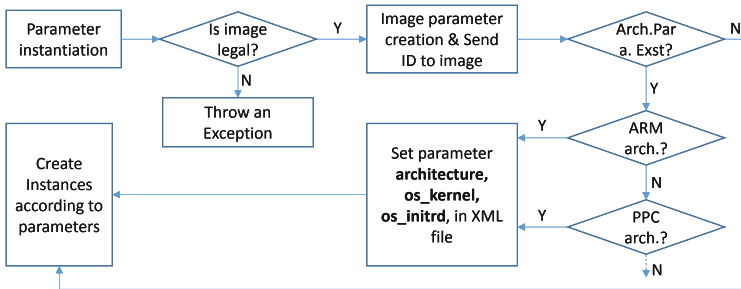 Parameter
instantiation
Is image
legal?
Y
N
Throw an
Exception
Image parameter
creation & Send
ID to image
Arch.Par
a. Exst?
N
Y
ARM
arch.?
Y
N
PPC
arch.?
Y
N
Set parameter
architecture,
os_kernel,
os_initrd, in XML
file
Create
Instances
according to
parameters